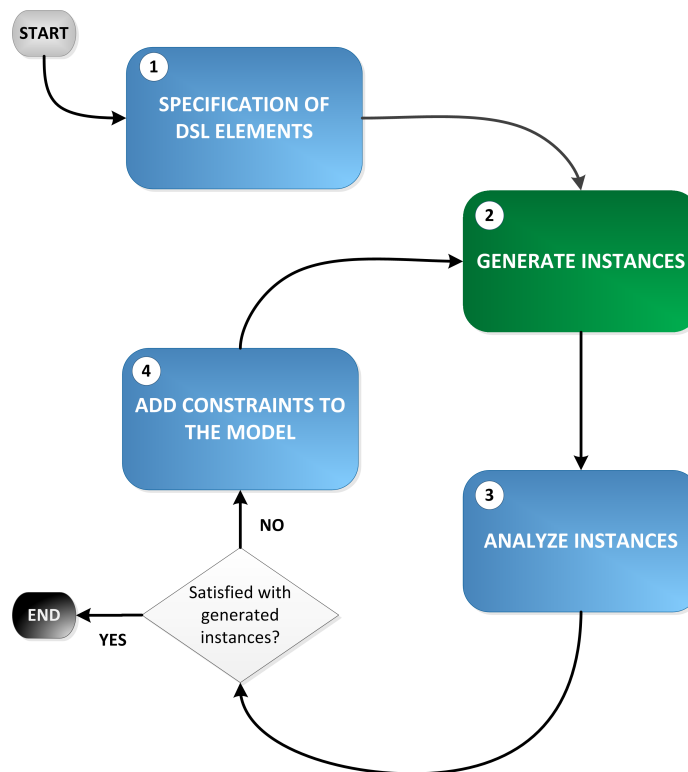 START
1
SPECIFICATION OF
DSL ELEMENTS
2
GENERATE INSTANCES
4
ADD CONSTRAINTS TO
THE MODEL
3
ANALYZE INSTANCES
NO
Satisfied with
generated
instances?
END
YES